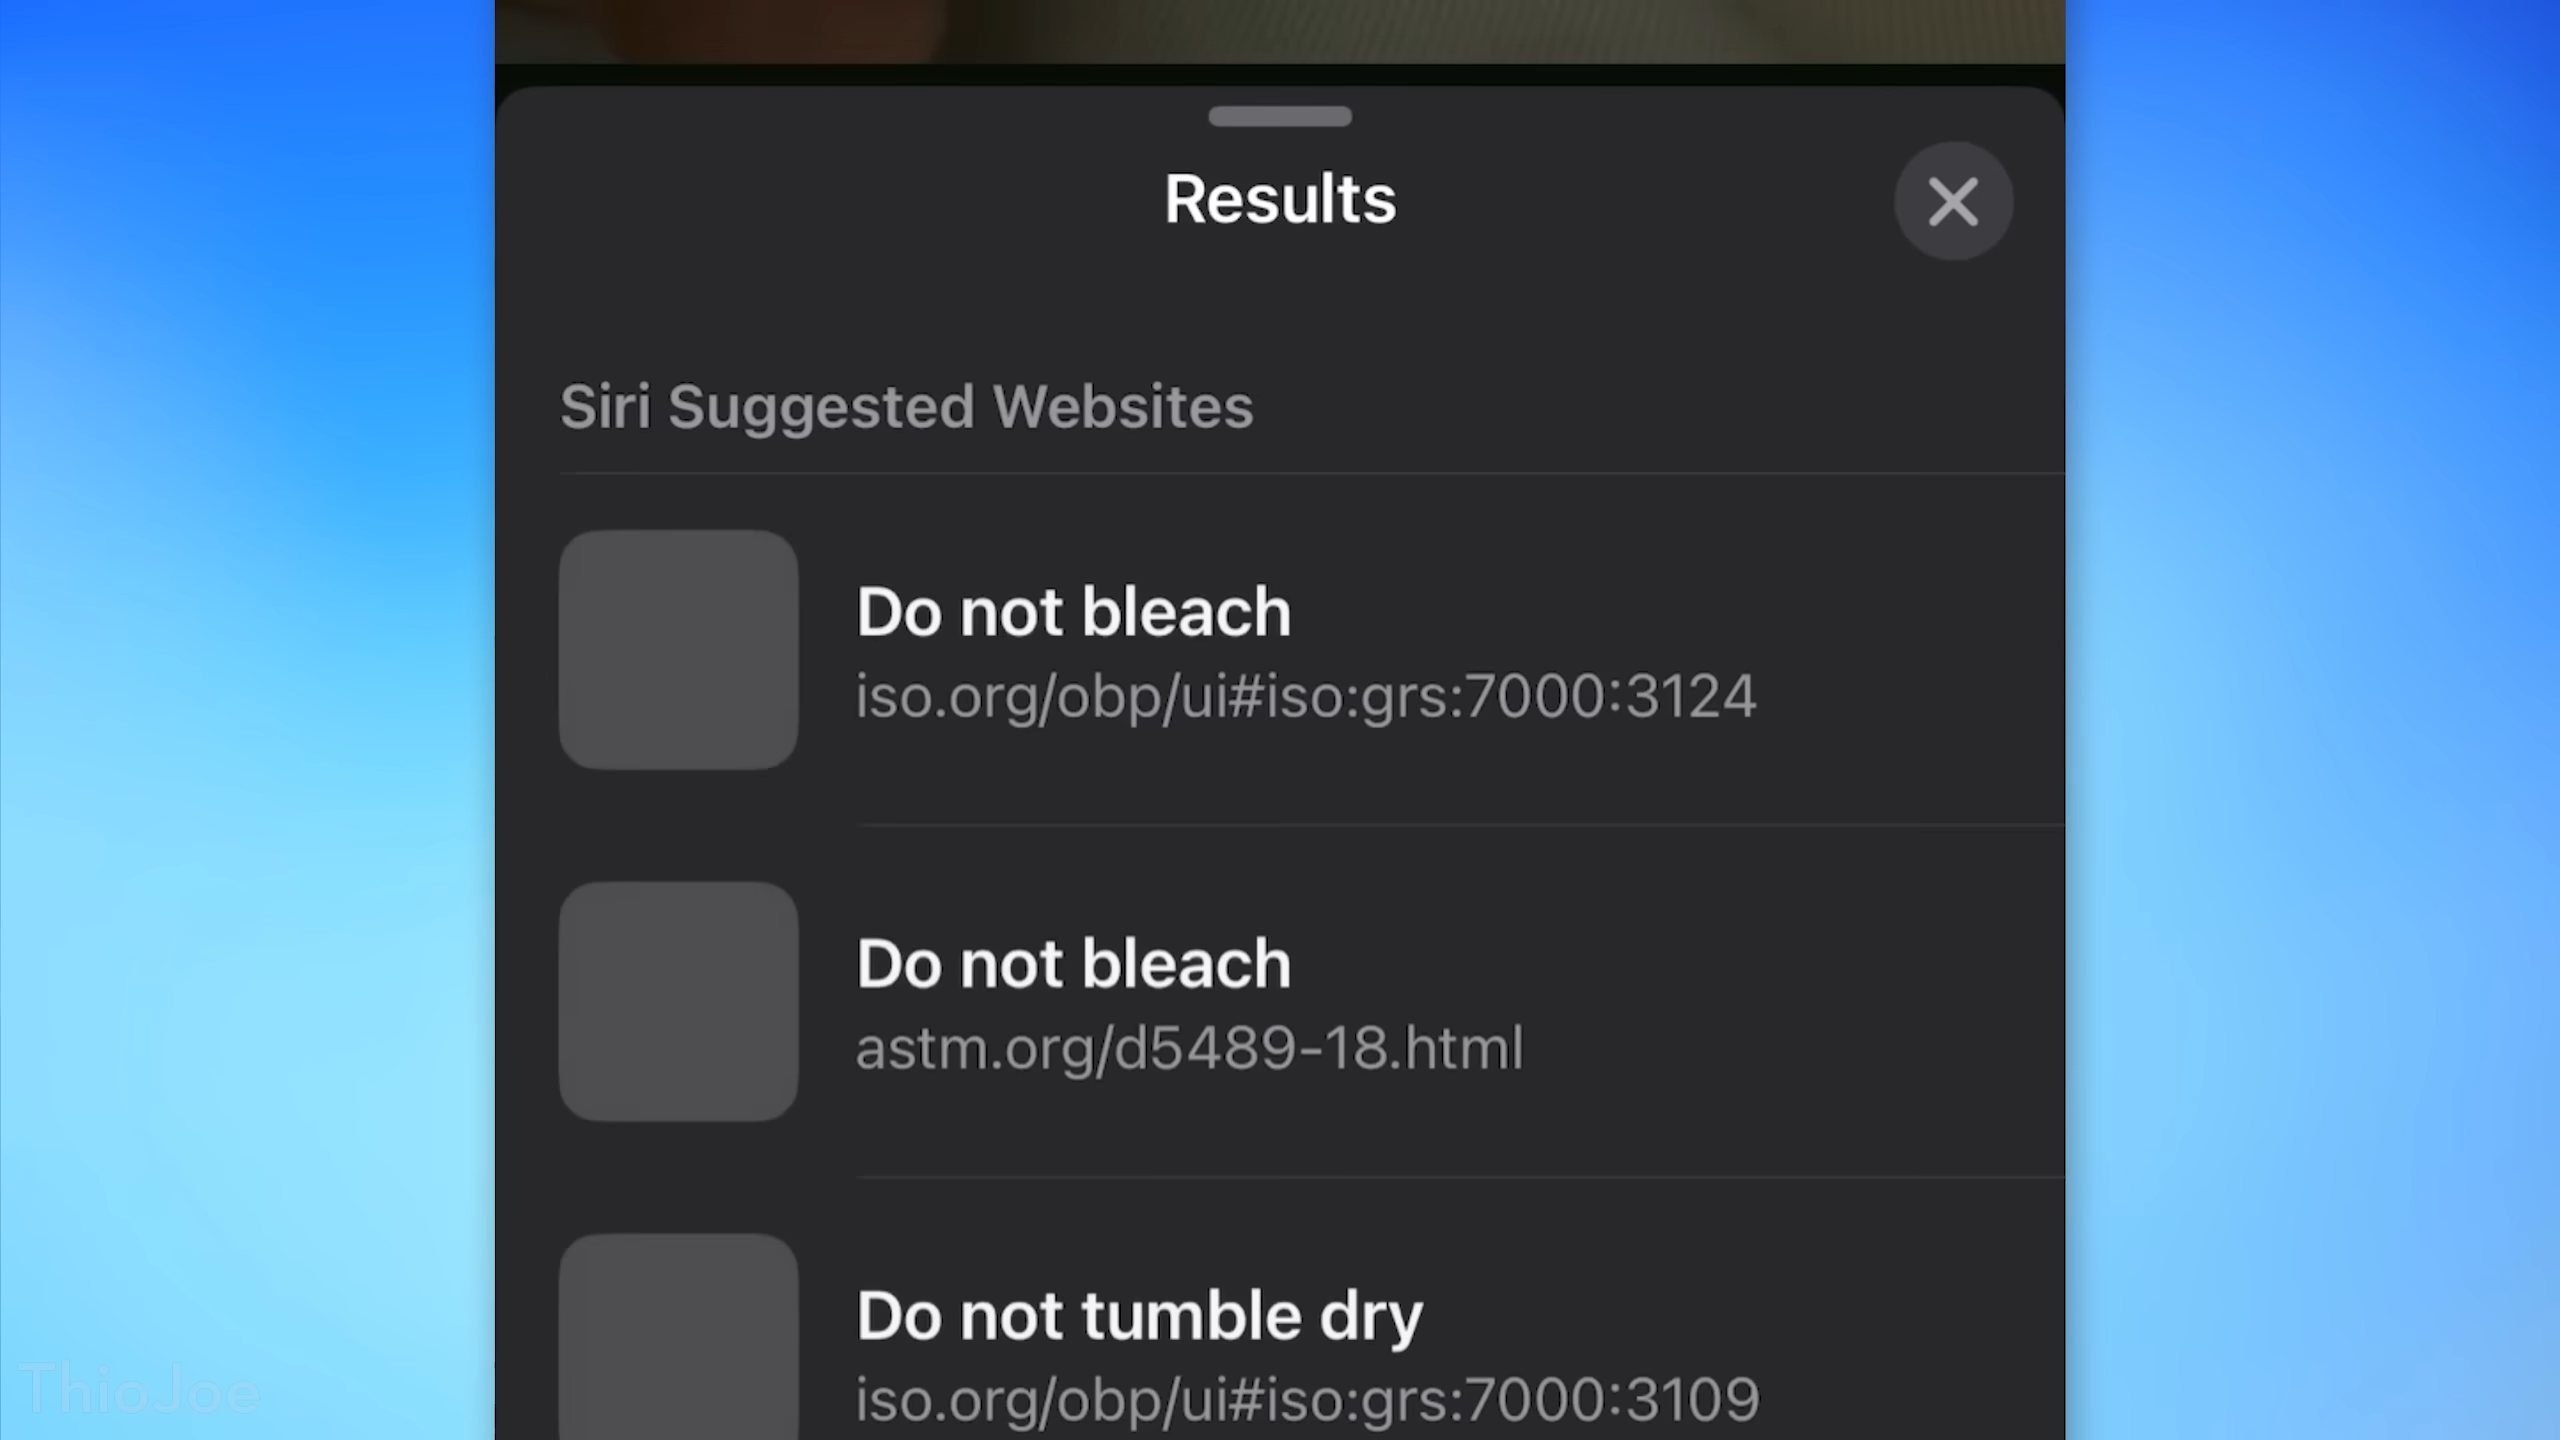 Results
Siri Suggested Websites
Do not bleach
iso.org/obp/ui#iso:grs:7000:3124
Do not bleach
astm.org/d5489-18.html
Do not tumble dry
iso.org/obp/ui#iso:grs:7000:3109
ThioJoe